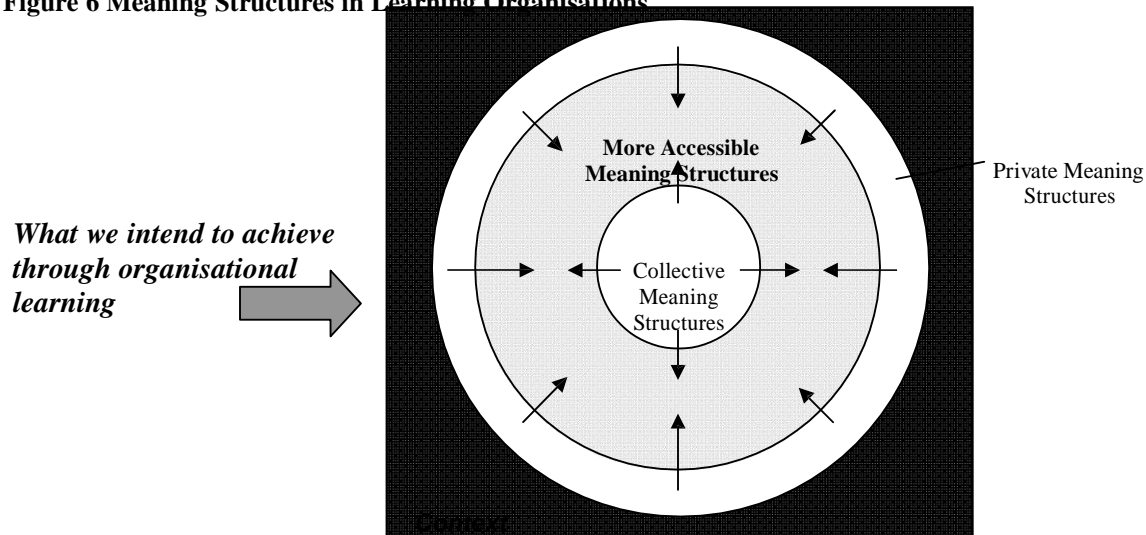 Figure 6 Meaning Structures in Learning Organisations
More Accessible
Meaning Structures
Private Meaning
Structures
What we intend to achieve
through organisational
learning
Collective
Meaning
Structures
Context